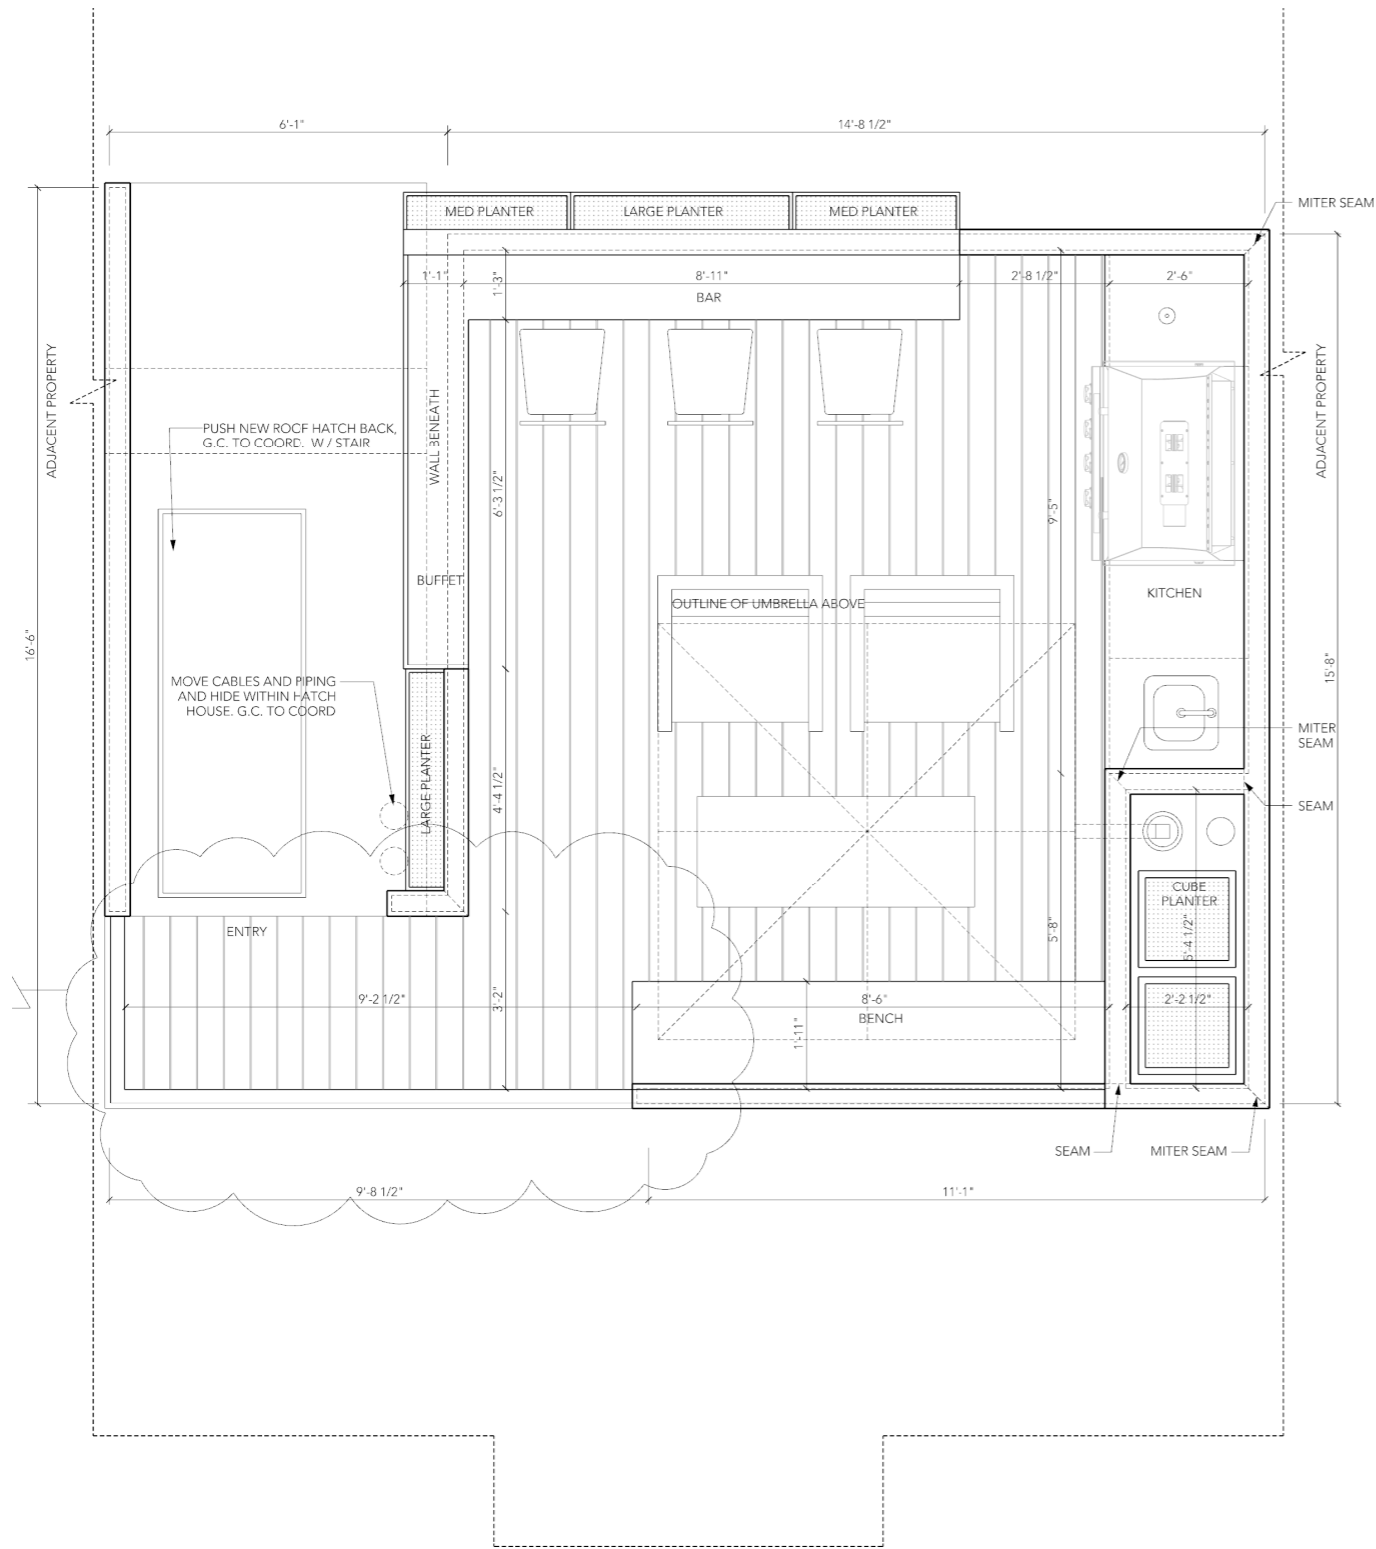 6'-1"
14'-8 1/2"
MED PLANTER
LARGE PLANTER
MED PLANTER
MITER SEAM
1'-1"
1'-3"
8'-11"
2'-8 1/2"
2'-6"
BAR
ADJACENT PROPERTY
ADJACENT PROPERTY
WALL BENEATH
PUSH NEW ROOF HATCH BACK,
G.C. TO COORD. W / STAIR
6'-3 1/2"
9'-5"
BUFFET
KITCHEN
OUTLINE OF UMBRELLA ABOVE
16'-6"
15'-8"
MOVE CABLES AND PIPING
AND HIDE WITHIN HATCH
HOUSE. G.C. TO COORD
MITER
SEAM
LARGE PLANTER
4'-4 1/2"
SEAM
CUBE
PLANTER
ENTRY
5'-8"
5'-4 1/2"
9'-2 1/2"
3'-2"
8'-6"
2'-2 1/2"
BENCH
1'-11"
SEAM
MITER SEAM
9'-8 1/2"
11'-1"